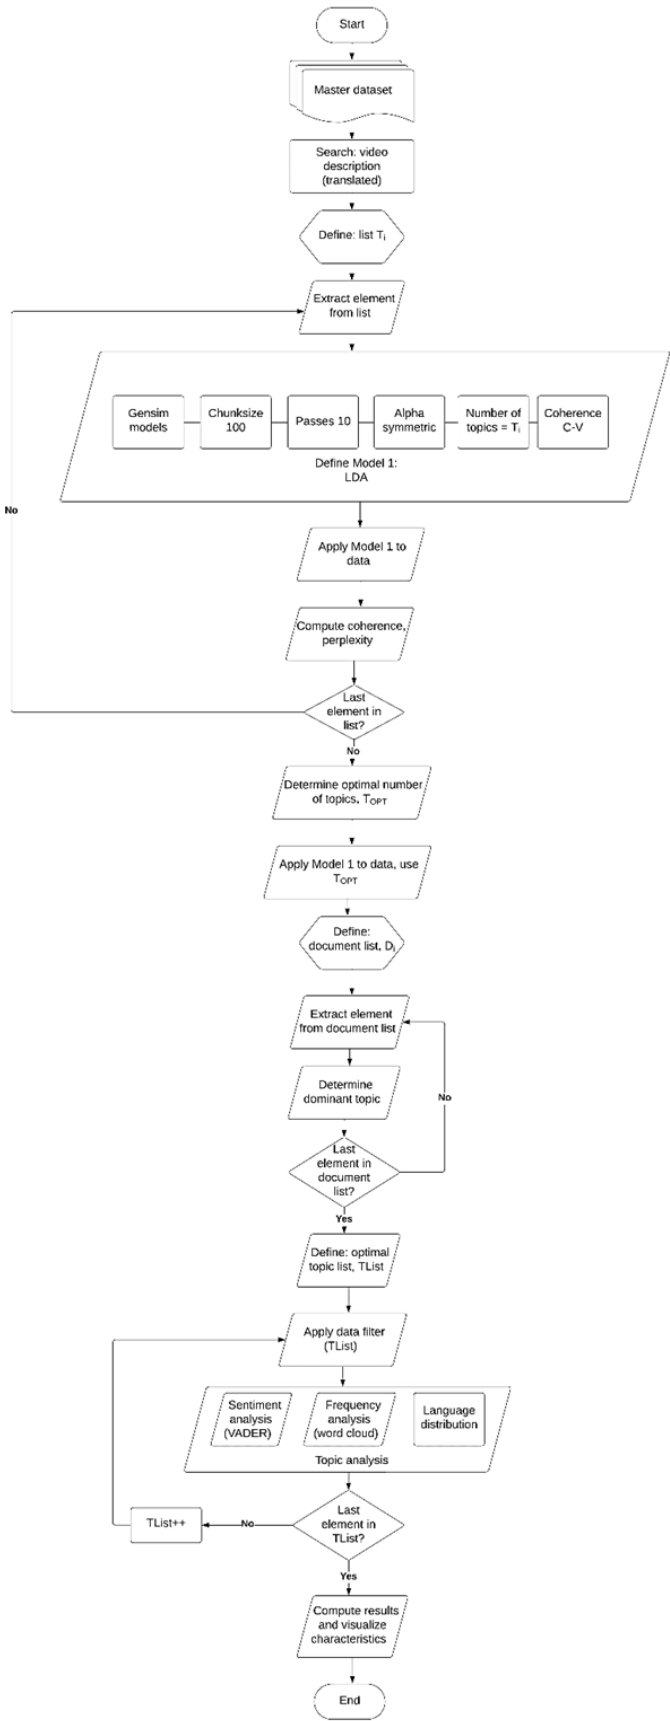 Start
Master dataset
Search: video
description
(translated)
Define: list Ti
Extract element
from list
Gensim
models
Chunksize
100
Passes 10
Alpha
symmetric
Number of
topics = Ti
Coherence
C-V
Define Model 1:
LDA
No
Apply Model 1 to
data
Compute coherence,
perplexity
Last
element in
list?
No
Determine optimal number
of topics, TOPT
Apply Model 1 to data, use
TOPT
Define:
document list, Di
Extract element
from document list
Determine
dominant topic
No
Last
element in
document
list?
Yes
Define: optimal
topic list, TList
Apply data filter
(TList)
Sentiment
analysis
(VADER)
Frequency
analysis
(word cloud)
Language
distribution
Topic analysis
Last
element in
TList?
No
TList++
Yes
Compute results
and visualize
characteristics
End